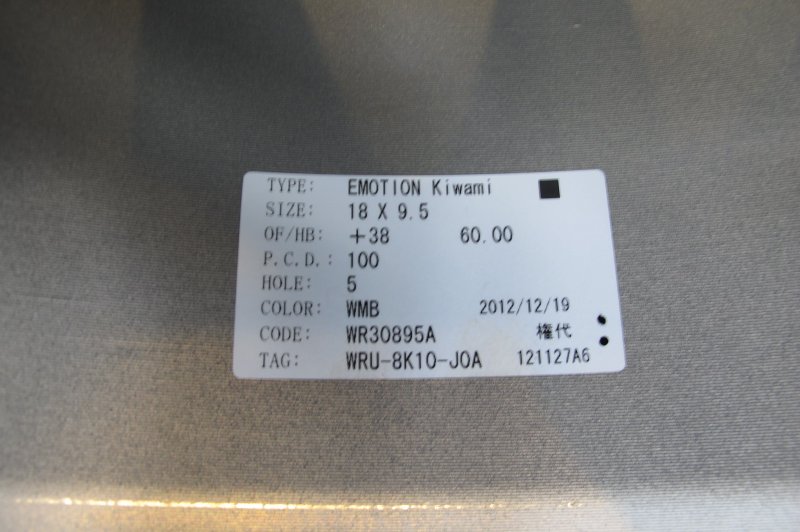 TYPE: EMOTION Kiwami
SIZE: 18 X 9.5
OF/HB: +38 60.00
P.C.D.: 100
HOLE: 5
COLOR: WMB 2012/12/19
CODE: WR30895A 権代
TAG: WRU-8K10-J0A 121127A6